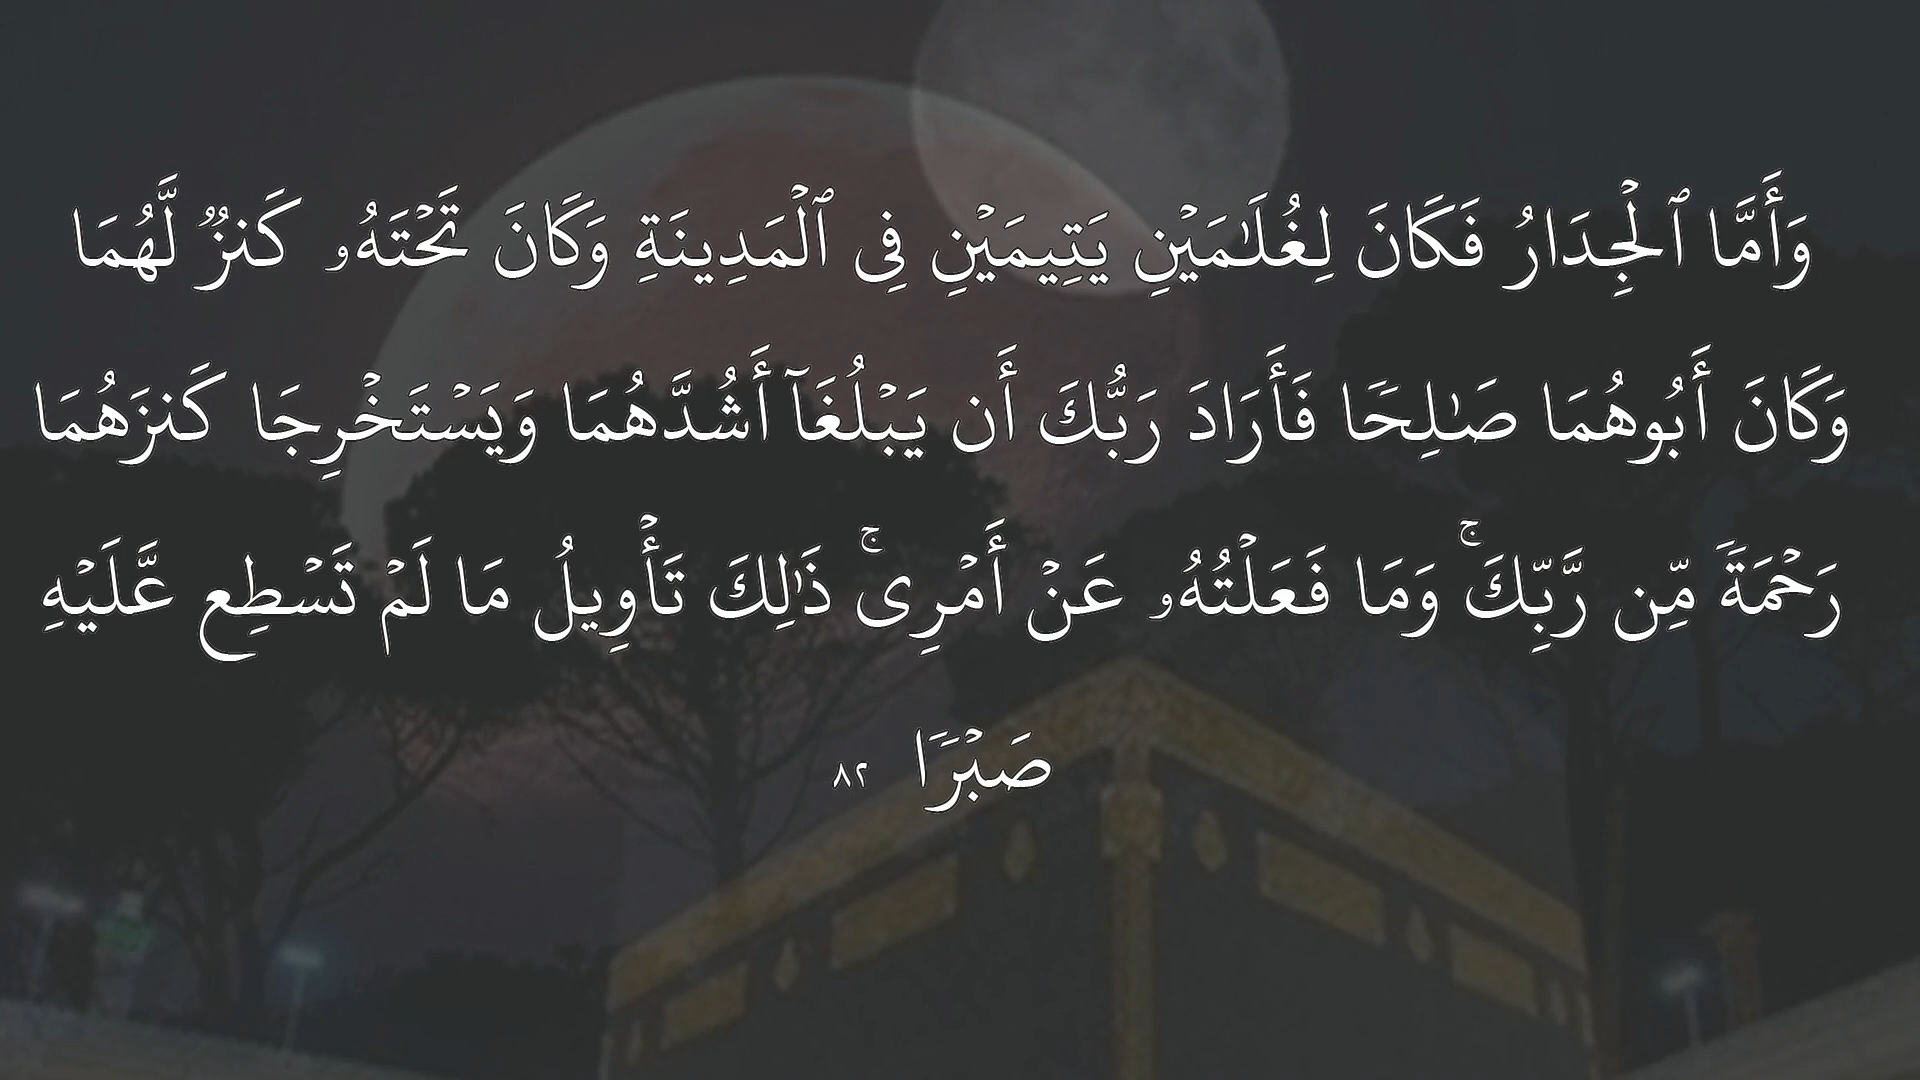 وَأَمَّا ٱلْجِدَارُ فَكَانَ لِغُلَـٰمَيْنِ يَتِيمَيْنِ فِى ٱلْمَدِينَةِ وَكَانَ تَحْتَهُۥ كَنزٌ لَّهُمَا
وَكَانَ أَبُوهُمَا صَـٰلِحًا فَأَرَادَ رَبُّكَ أَن يَبْلُغَآ أَشُدَّهُمَا وَيَسْتَخْرِجَا كَنزَهُمَا
رَحْمَةً مِّن رَّبِّكَ ۚ وَمَا فَعَلْتُهُۥ عَنْ أَمْرِى ۚ ذَٰلِكَ تَأْوِيلُ مَا لَمْ تَسْطِع عَّلَيْهِ
صَبْرًا ٨٢